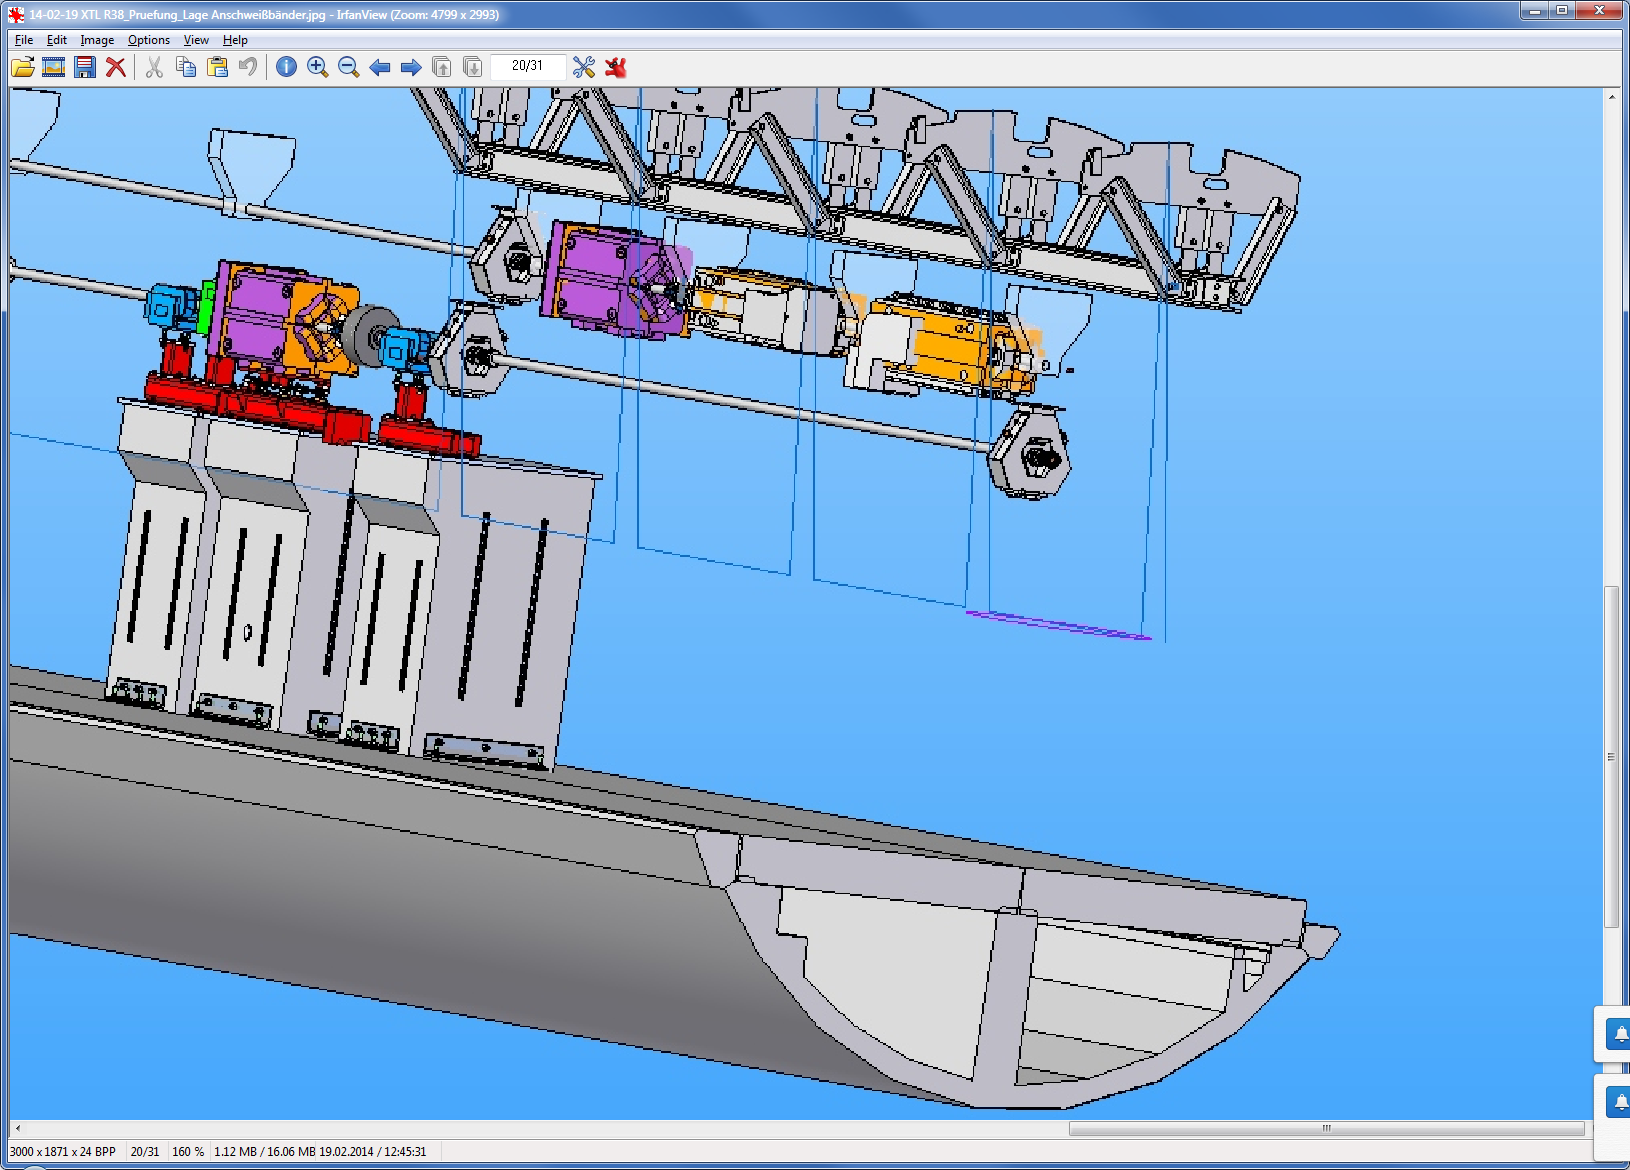 14-02-19 XTL R38_Pruefung_Lage Anschweißbänder.jpg - IrfanView (Zoom: 4799 x 2993)
File Edit Image Options View Help
20/31
3000 x 1871 x 24 BPP 20/31 160 % 1.12 MB / 16.06 MB 19.02.2014 / 12:45:31